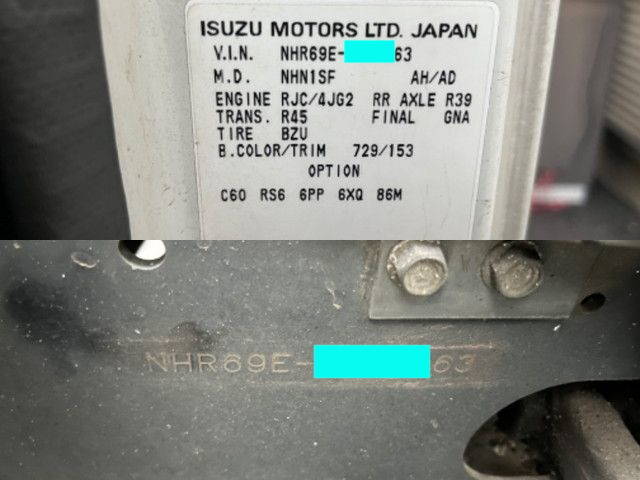 ISUZU MOTORS LTD. JAPAN
V.I.N. NHR69E-63
M.D. NHN1SF AH/AD
ENGINE RJC/4JG2 RR AXLE R39
TRANS. R45 FINAL GNA
TIRE BZU
B.COLOR/TRIM 729/153
OPTION
C60 RS6 6PP 6XQ 86M
NHR69E-63